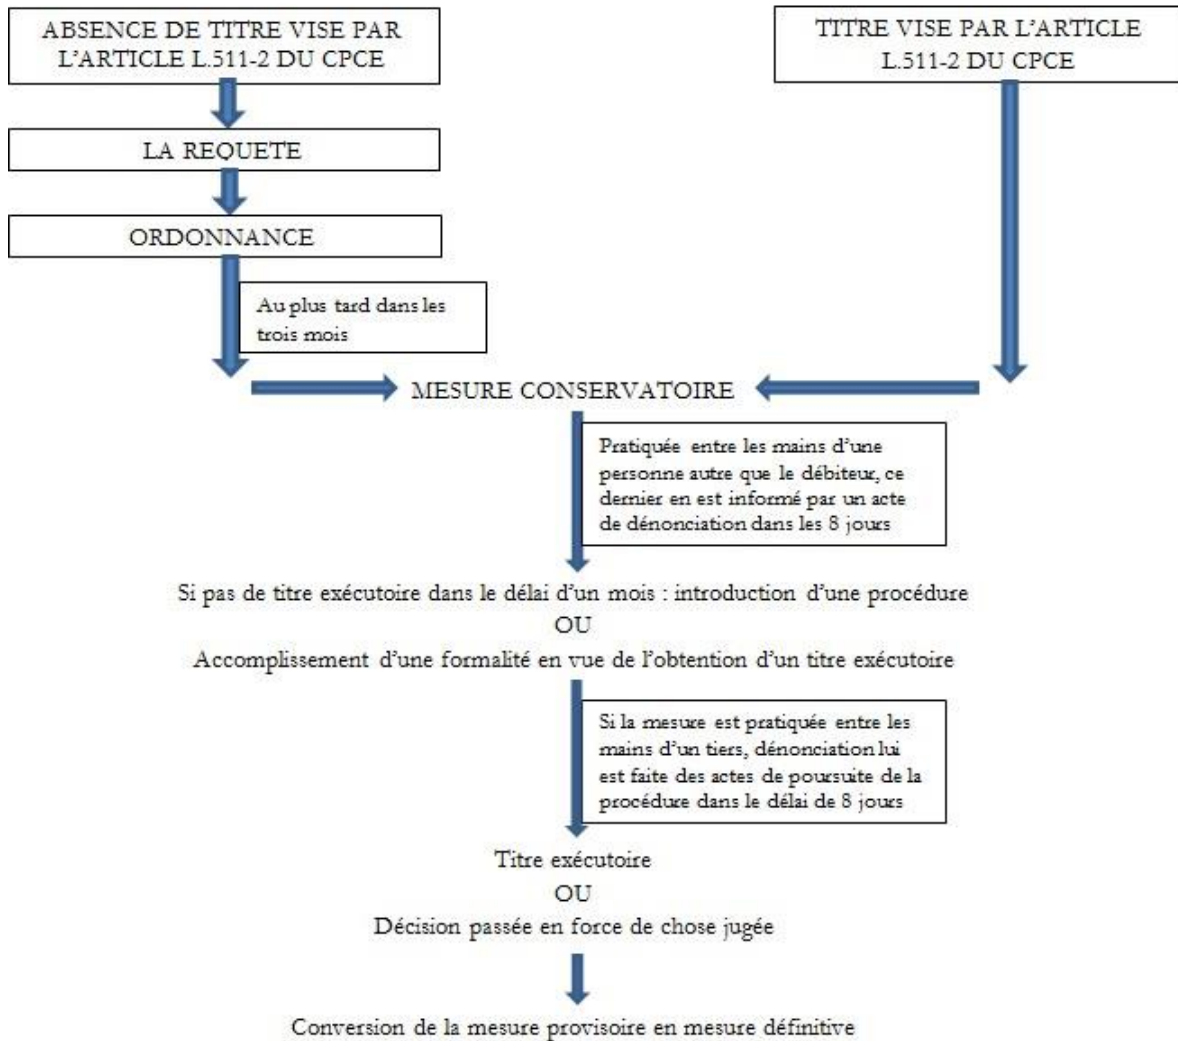 ABSENCE DE TITRE VISE PAR
L'ARTICLE L.511-2 DU CPCE
TITRE VISE PAR L'ARTICLE
L.511-2 DU CPCE
LA REQUETE
ORDONNANCE
Au plus tard dans les
trois mois
MESURE CONSERVATOIRE
Pratiquée entre les mains d'une
personne autre que le débiteur, ce
dernier en est informé par un acte
de dénonciation dans les 8 jours
Si pas de titre exécutoire dans le délai d'un mois : introduction d'une procédure
OU
Accomplissement d'une formalité en vue de l'obtention d'un titre exécutoire
Si la mesure est pratiquée entre les
mains d'un tiers, dénonciation lui
est faite des actes de poursuite de la
procédure dans le délai de 8 jours
Titre exécutoire
OU
Décision passée en force de chose jugée
Conversion de la mesure provisoire en mesure définitive